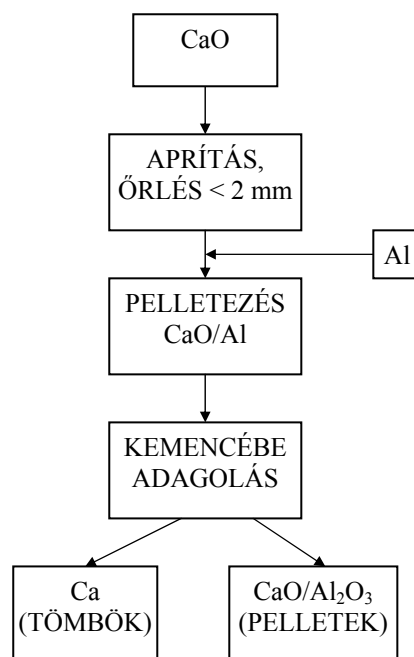 CaO
APRÍTÁS,
ŐRLÉS < 2 mm
Al
PELLETEZÉS
CaO/Al
KEMENCÉBE
ADAGOLÁS
Ca
(TÖMBÖK)
CaO/Al₂O₃
(PELLETEK)